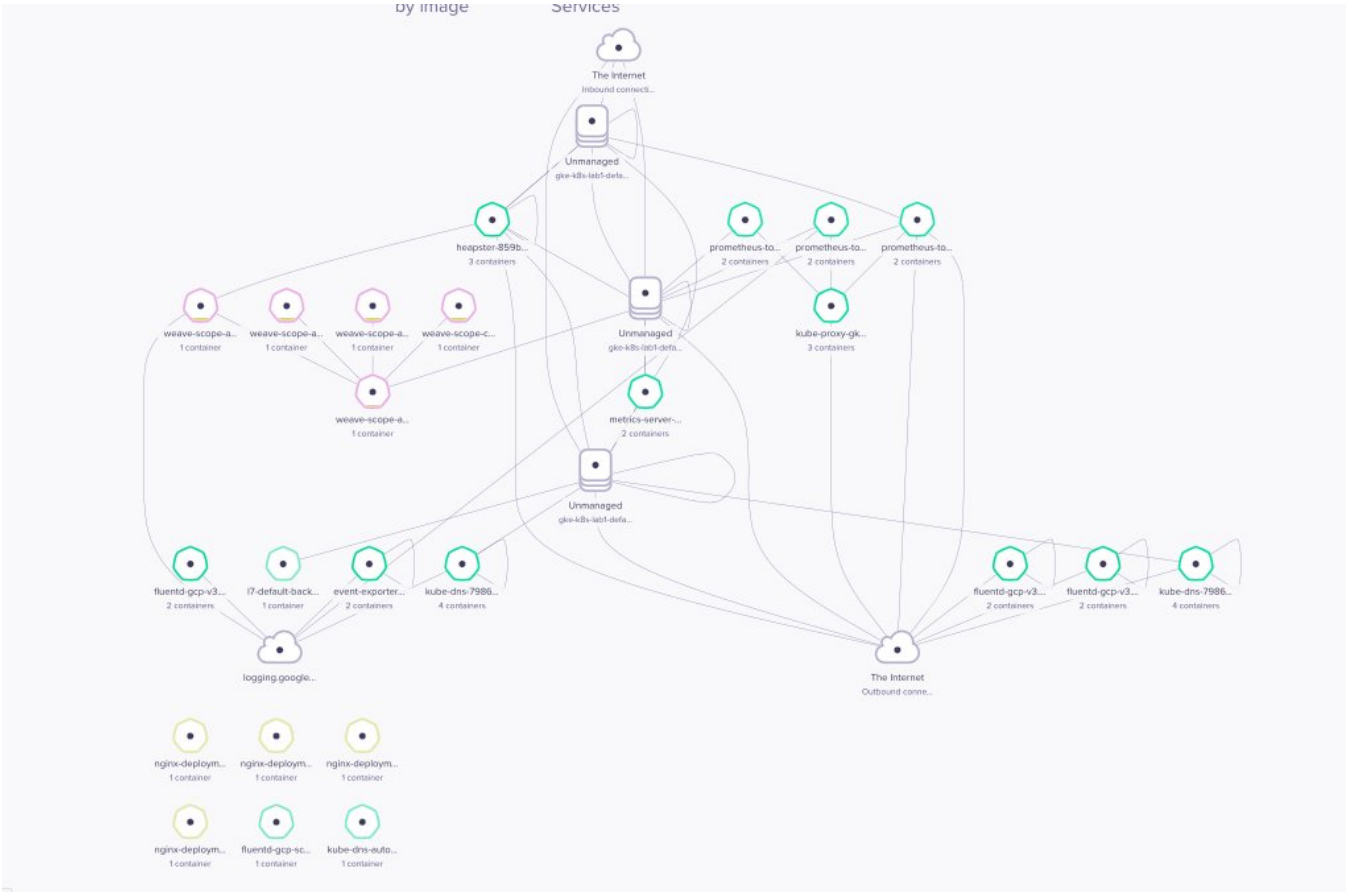 by image
Services
The Internet
Inbound connecti...
Unmanaged
gke-k8s-lab1-defa...
heapster-859b...
3 containers
prometheus-to...
2 containers
prometheus-to...
2 containers
prometheus-to...
2 containers
weave-scope-a...
1 container
weave-scope-a...
1 container
weave-scope-a...
1 container
weave-scope-c...
1 container
Unmanaged
gke-k8s-lab1-defa...
kube-proxy-gk...
3 containers
weave-scope-a...
1 container
metrics-server-...
2 containers
Unmanaged
gke-k8s-lab1-defa...
fluentd-gcp-v3....
2 containers
l7-default-back...
1 container
event-exporter...
2 containers
kube-dns-7986...
4 containers
fluentd-gcp-v3....
2 containers
fluentd-gcp-v3....
2 containers
kube-dns-7986...
4 containers
logging.google...
The Internet
Outbound conne...
nginx-deploym...
1 container
nginx-deploym...
1 container
nginx-deploym...
1 container
nginx-deploym...
1 container
fluentd-gcp-sc...
1 container
kube-dns-auto...
1 container